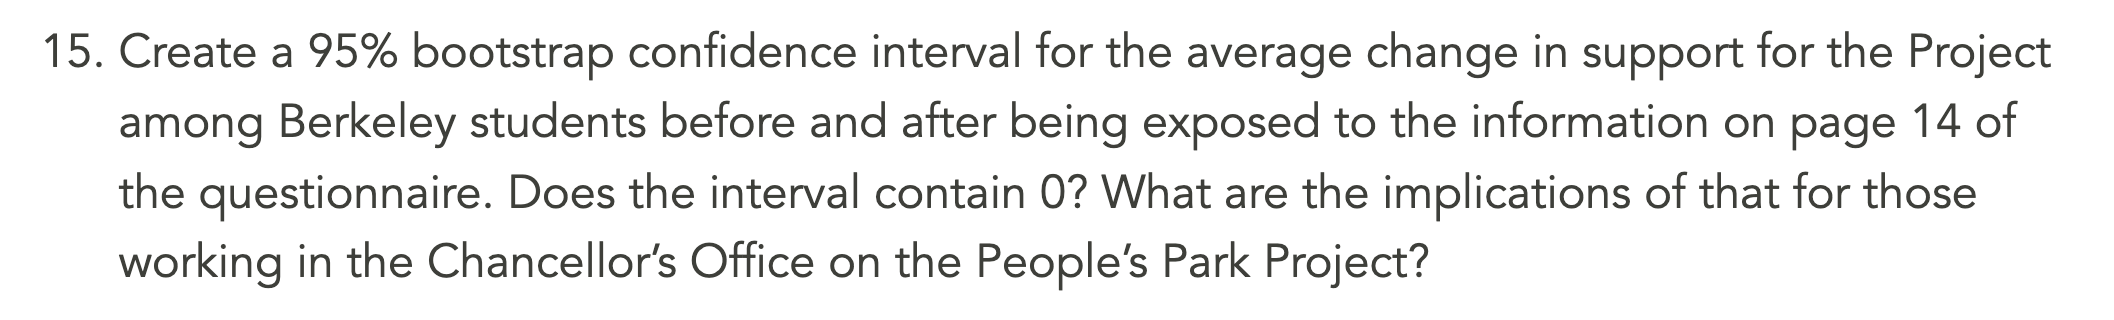 15. Create a 95% bootstrap confidence interval for the average change in support for the Project
among Berkeley students before and after being exposed to the information on page 14 of
the questionnaire. Does the interval contain 0? What are the implications of that for those
working in the Chancellor’s Office on the People’s Park Project?